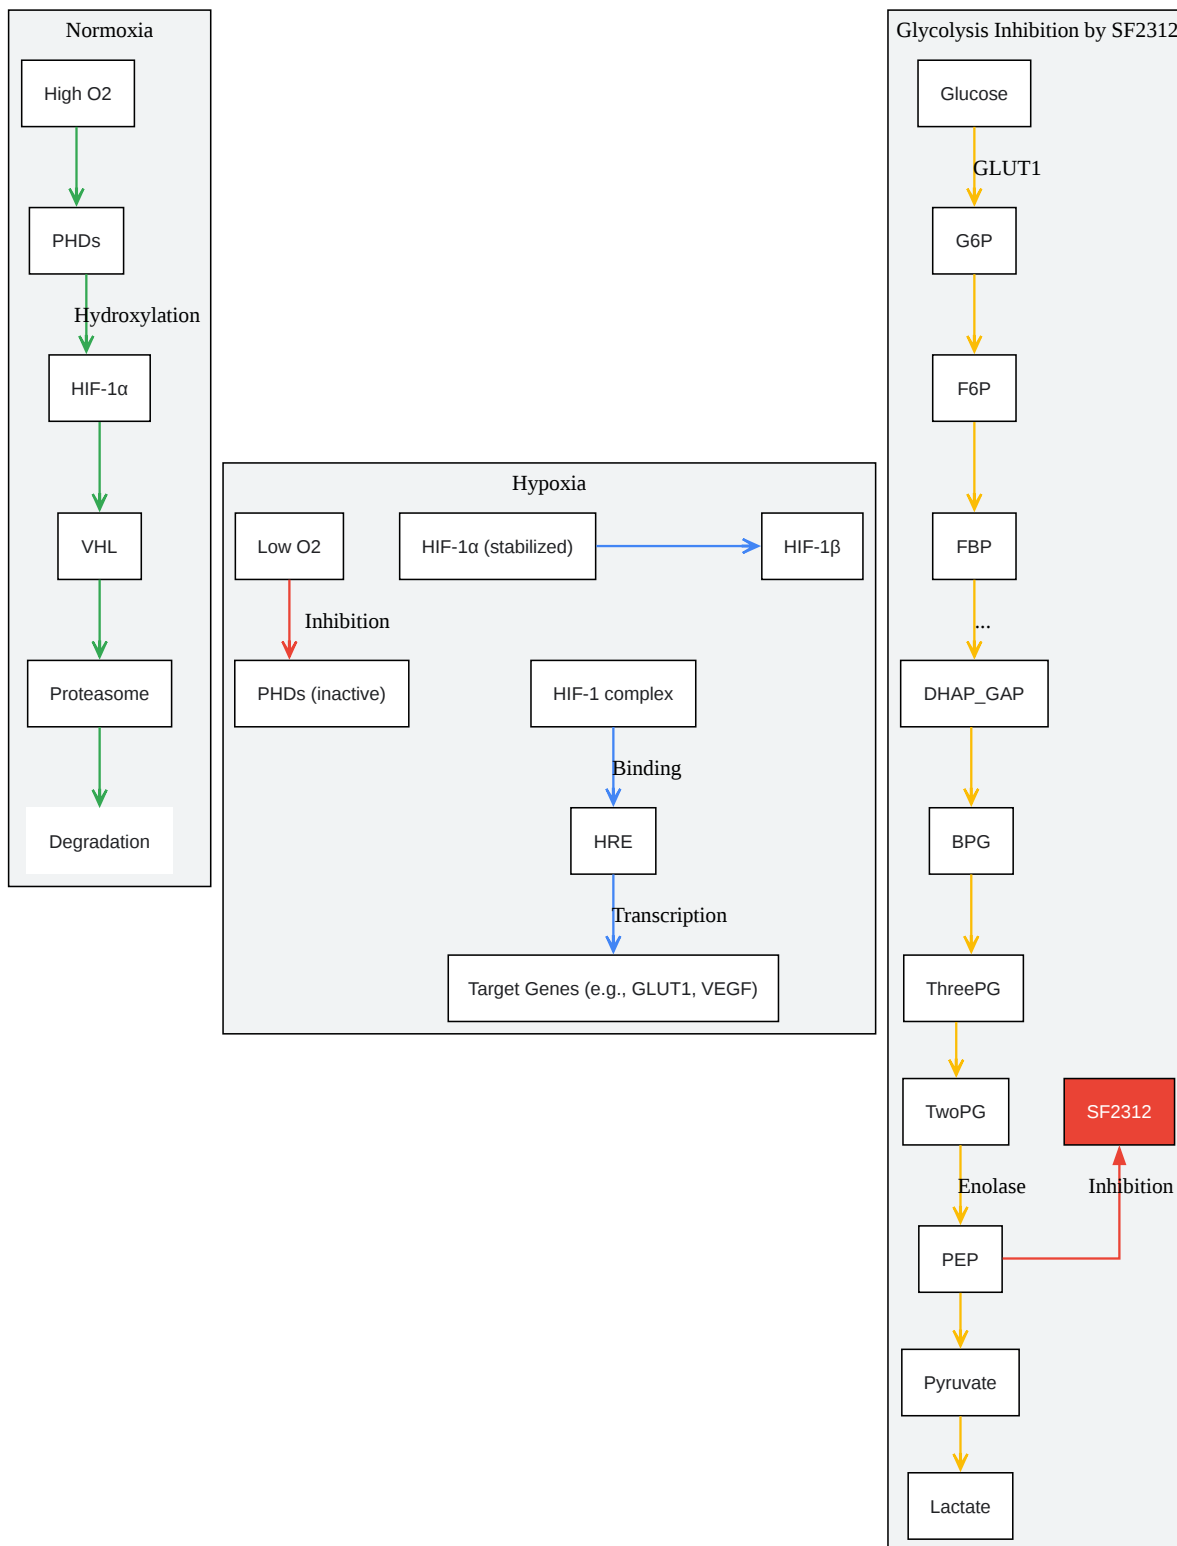 Normoxia
High O2
PHDs
Hydroxylation
HIF-1α
VHL
Proteasome
Degradation
Hypoxia
Low O2
HIF-1α (stabilized)
HIF-1β
Inhibition
PHDs (inactive)
HIF-1 complex
Binding
HRE
Transcription
Target Genes (e.g., GLUT1, VEGF)
Glycolysis Inhibition by SF2312
Glucose
GLUT1
G6P
F6P
FBP
...
DHAP_GAP
BPG
ThreePG
TwoPG
SF2312
Enolase
Inhibition
PEP
Pyruvate
Lactate